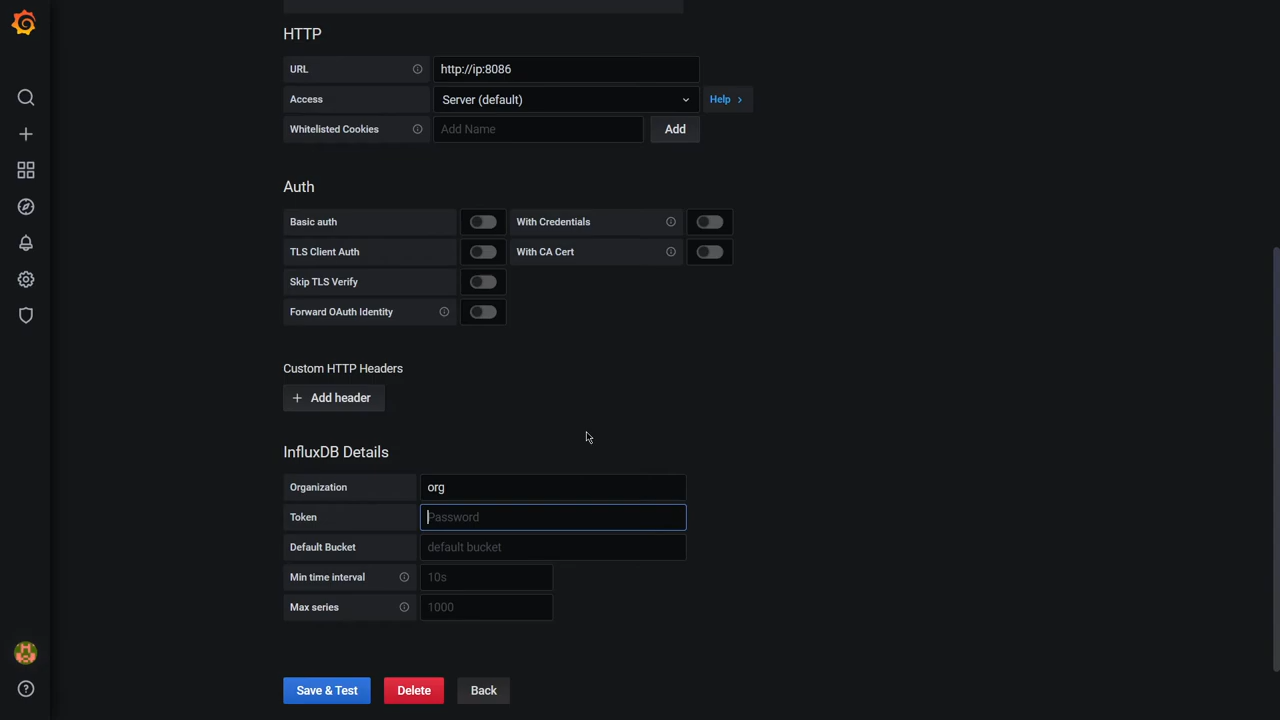 HTTP
URL http://ip:8086
Access Server (default) Help
Whitelisted Cookies Add Name Add
Auth
Basic auth With Credentials
TLS Client Auth With CA Cert
Skip TLS Verify
Forward OAuth Identity
Custom HTTP Headers
+ Add header
InfluxDB Details
Organization org
Token Password
Default Bucket default bucket
Min time interval 10s
Max series 1000
Save & Test Delete Back